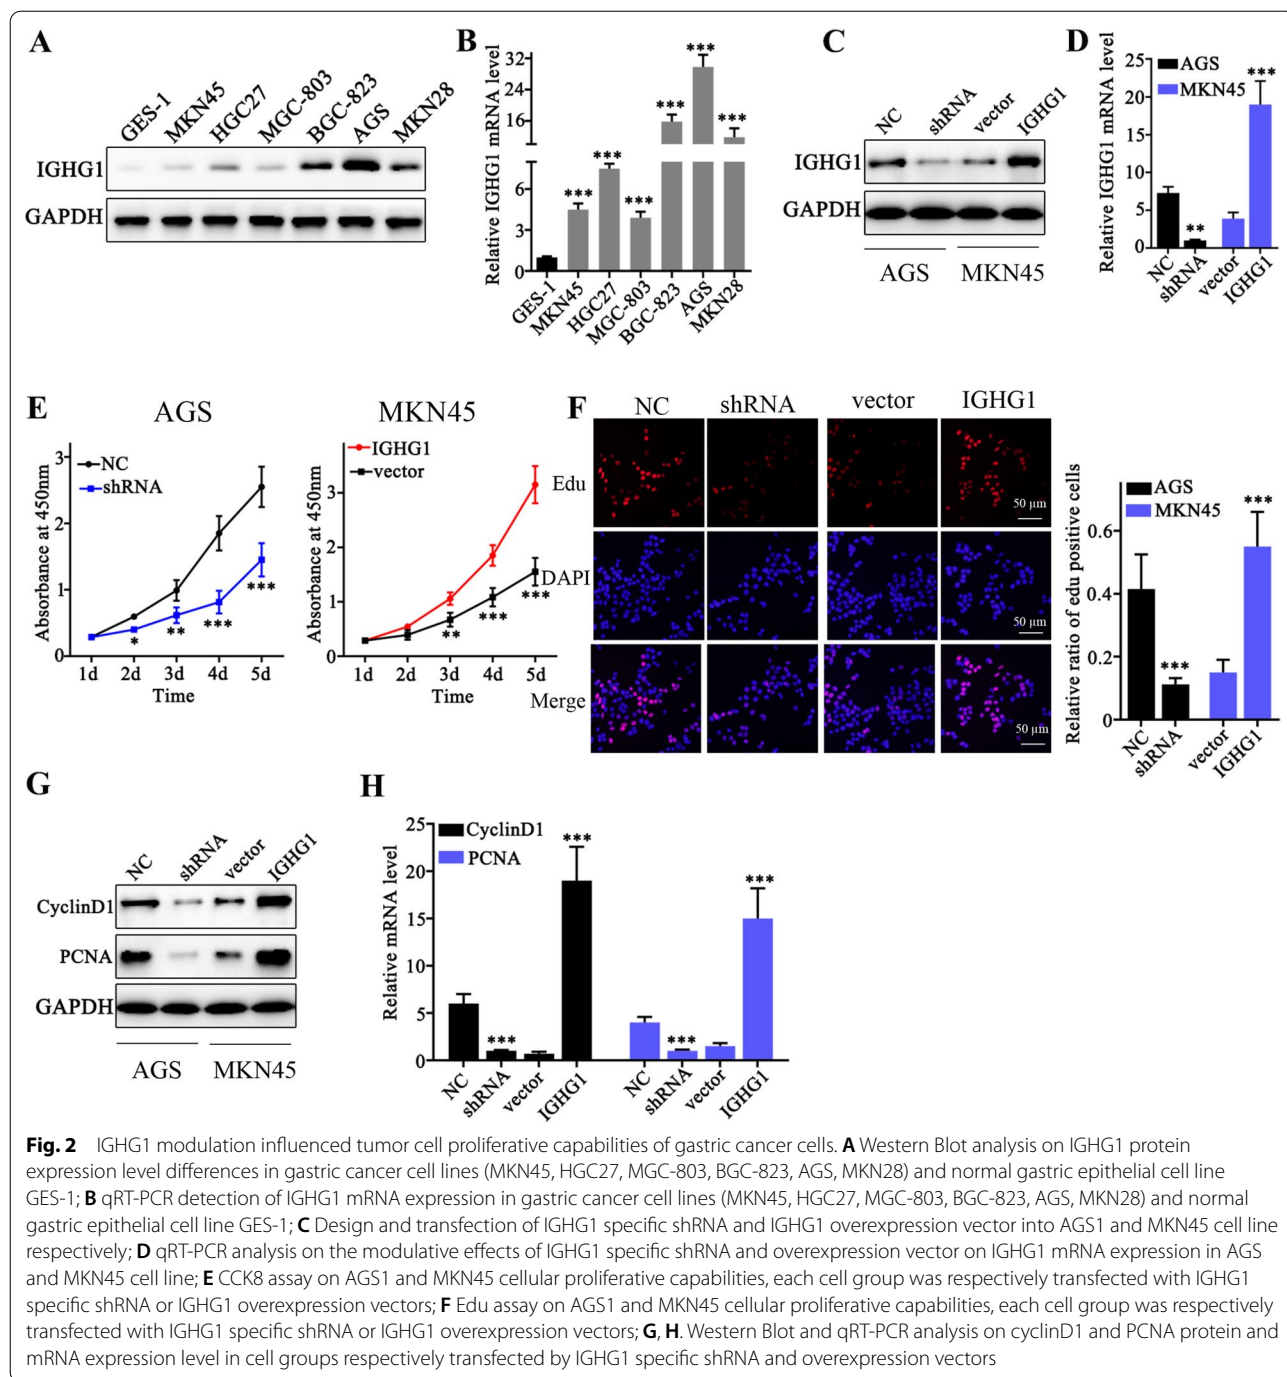 A
GES-1
MKN45
HGC27
MGC-803
BGC-823
AGS
MKN28
IGHG1
GAPDH
B
Relative IGHG1 mRNA level
32
16
6
3
0
***
***
***
***
***
***
GES-1
MKN45
HGC27
MGC-803
BGC-823
AGS
MKN28
C
NC
shRNA
vector
IGHG1
IGHG1
GAPDH
AGS
MKN45
D
Relative IGHG1 mRNA level
25
20
15
10
5
0
AGS
MKN45
**
***
NC
shRNA
vector
IGHG1
E
AGS
Absorbance at 450nm
3
2
1
0
NC
shRNA
*
**
***
***
1d 2d 3d 4d 5d
Time
MKN45
Absorbance at 450nm
3
2
1
0
IGHG1
vector
**
***
***
1d 2d 3d 4d 5d
Time
F
NC
shRNA
vector
IGHG1
Edu
50 µm
DAPI
50 µm
Merge
50 µm
Relative ratio of edu positive cells
0.6
0.4
0.2
0
AGS
MKN45
***
***
NC
shRNA
vector
IGHG1
G
NC
shRNA
vector
IGHG1
CyclinD1
PCNA
GAPDH
AGS
MKN45
H
Relative mRNA level
25
20
15
10
5
0
CyclinD1
PCNA
***
***
***
***
NC
shRNA
vector
IGHG1
NC
shRNA
vector
IGHG1
Fig. 2 IGHG1 modulation influenced tumor cell proliferative capabilities of gastric cancer cells. A Western Blot analysis on IGHG1 protein
expression level differences in gastric cancer cell lines (MKN45, HGC27, MGC-803, BGC-823, AGS, MKN28) and normal gastric epithelial cell line
GES-1; B qRT-PCR detection of IGHG1 mRNA expression in gastric cancer cell lines (MKN45, HGC27, MGC-803, BGC-823, AGS, MKN28) and normal
gastric epithelial cell line GES-1; C Design and transfection of IGHG1 specific shRNA and IGHG1 overexpression vector into AGS1 and MKN45 cell line
respectively; D qRT-PCR analysis on the modulative effects of IGHG1 specific shRNA and overexpression vector on IGHG1 mRNA expression in AGS
and MKN45 cell line; E CCK8 assay on AGS1 and MKN45 cellular proliferative capabilities, each cell group was respectively transfected with IGHG1
specific shRNA or IGHG1 overexpression vectors; F Edu assay on AGS1 and MKN45 cellular proliferative capabilities, each cell group was respectively
transfected with IGHG1 specific shRNA or IGHG1 overexpression vectors; G, H. Western Blot and qRT-PCR analysis on cyclinD1 and PCNA protein and
mRNA expression level in cell groups respectively transfected by IGHG1 specific shRNA and overexpression vectors